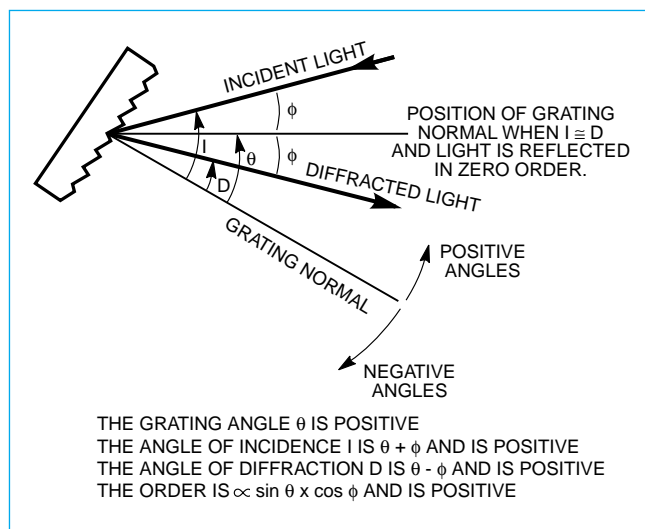 INCIDENT LIGHT
ϕ
POSITION OF GRATING
NORMAL WHEN I ≅ D
AND LIGHT IS REFLECTED
IN ZERO ORDER.
I
θ
ϕ
D
DIFFRACTED LIGHT
GRATING NORMAL
POSITIVE
ANGLES
NEGATIVE
ANGLES
THE GRATING ANGLE θ IS POSITIVE
THE ANGLE OF INCIDENCE I IS θ + ϕ AND IS POSITIVE
THE ANGLE OF DIFFRACTION D IS θ - ϕ AND IS POSITIVE
THE ORDER IS ∝ sin θ x cos ϕ AND IS POSITIVE